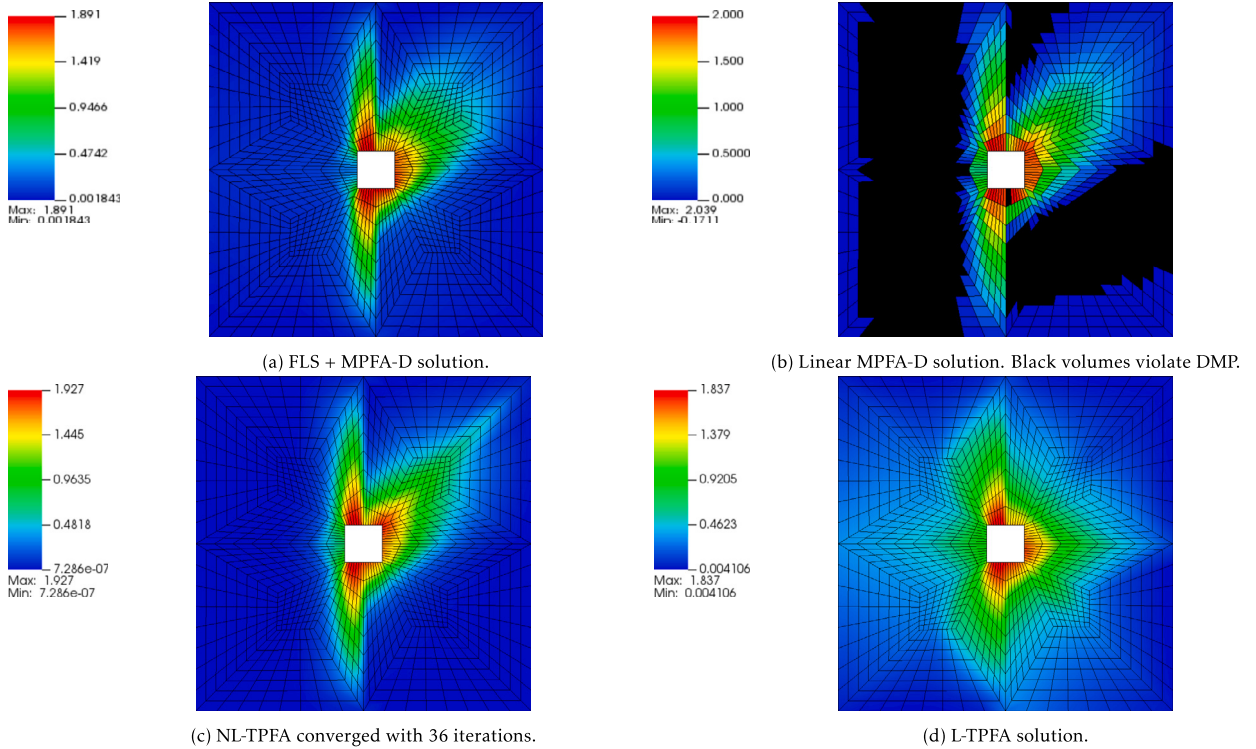 1.891
1.419
0.9466
0.4742
0.001843
Max: 1.891
Min: 0.001843
2.000
1.500
1.000
0.5000
0.000
Max: 2.039
Min: -0.1711
(a) FLS + MPFA-D solution.
(b) Linear MPFA-D solution. Black volumes violate DMP.
1.927
1.445
0.9635
0.4818
7.286e-07
Max: 1.927
Min: 7.286e-07
1.837
1.379
0.9205
0.4623
0.004106
Max: 1.837
Min: 0.004106
(c) NL-TPFA converged with 36 iterations.
(d) L-TPFA solution.